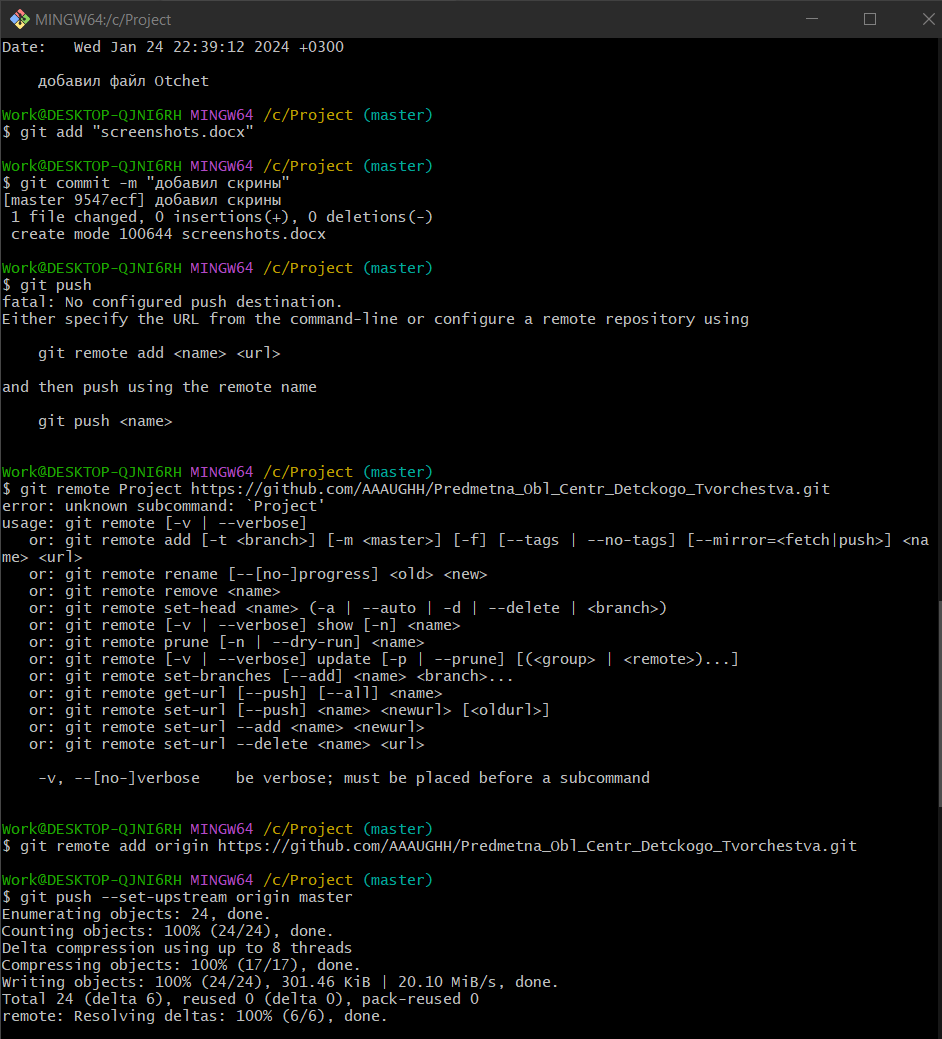 MINGW64:/c/Project
Date:   Wed Jan 24 22:39:12 2024 +0300
    добавил файл Otchet
Work@DESKTOP-QJNI6RH MINGW64 /c/Project (master)
$ git add "screenshots.docx"
Work@DESKTOP-QJNI6RH MINGW64 /c/Project (master)
$ git commit -m "добавил скрины"
[master 9547ecf] добавил скрины
 1 file changed, 0 insertions(+), 0 deletions(-)
 create mode 100644 screenshots.docx
Work@DESKTOP-QJNI6RH MINGW64 /c/Project (master)
$ git push
fatal: No configured push destination.
Either specify the URL from the command-line or configure a remote repository using
    git remote add <name> <url>
and then push using the remote name
    git push <name>
Work@DESKTOP-QJNI6RH MINGW64 /c/Project (master)
$ git remote Project https://github.com/AAAUGHH/Predmetna_Obl_Centr_Detckogo_Tvorchestva.git
error: unknown subcommand: `Project'
usage: git remote [-v | --verbose]
   or: git remote add [-t <branch>] [-m <master>] [-f] [--tags | --no-tags] [--mirror=<fetch|push>] <na
me> <url>
   or: git remote rename [--[no-]progress] <old> <new>
   or: git remote remove <name>
   or: git remote set-head <name> (-a | --auto | -d | --delete | <branch>)
   or: git remote [-v | --verbose] show [-n] <name>
   or: git remote prune [-n | --dry-run] <name>
   or: git remote [-v | --verbose] update [-p | --prune] [(<group> | <remote>)...]
   or: git remote set-branches [--add] <name> <branch>...
   or: git remote get-url [--push] [--all] <name>
   or: git remote set-url [--push] <name> <newurl> [<oldurl>]
   or: git remote set-url --add <name> <newurl>
   or: git remote set-url --delete <name> <url>
    -v, --[no-]verbose    be verbose; must be placed before a subcommand
Work@DESKTOP-QJNI6RH MINGW64 /c/Project (master)
$ git remote add origin https://github.com/AAAUGHH/Predmetna_Obl_Centr_Detckogo_Tvorchestva.git
Work@DESKTOP-QJNI6RH MINGW64 /c/Project (master)
$ git push --set-upstream origin master
Enumerating objects: 24, done.
Counting objects: 100% (24/24), done.
Delta compression using up to 8 threads
Compressing objects: 100% (17/17), done.
Writing objects: 100% (24/24), 301.46 KiB | 20.10 MiB/s, done.
Total 24 (delta 6), reused 0 (delta 0), pack-reused 0
remote: Resolving deltas: 100% (6/6), done.